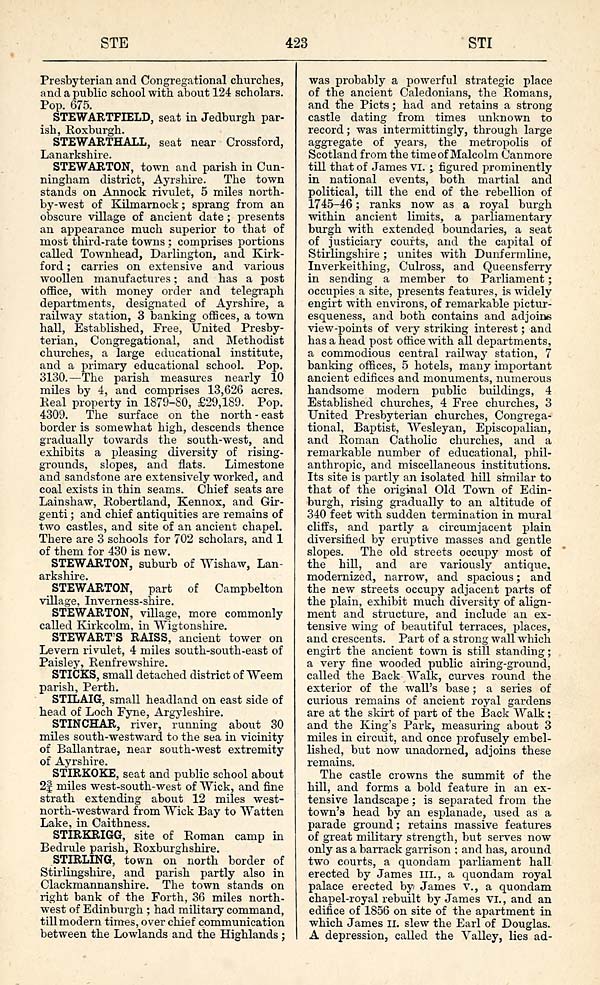 STE 423 STI
Presbyterian and Congregational churches,
and a public school with about 124 scholars.
Pop. 675.
STEWARTFIELD, seat in Jedburgh par-
ish, Roxburgh.
STEWARTHALL, seat near Crossford,
Lanarkshire.
STEWARTON, town and parish in Cun-
ningham district, Ayrshire. The town
stands on Annock rivulet, 5 miles north-
by-west of Kilmarnock; sprang from an
obscure village of ancient date; presents
an appearance much superior to that of
most third-rate towns; comprises portions
called Townhead, Darlington, and Kirk-
ford; carries on extensive and various
woollen manufactures; and has a post
office, with money order and telegraph
departments, designated of Ayrshire, a
railway station, 3 banking offices, a town
hall, Established, Free, United Presby-
terian, Congregational, and Methodist
churches, a large educational institute,
and a primary educational school. Pop.
3130.—The parish measures nearly 10
miles by 4, and comprises 13,626 acres.
Real property in 1879-80, £29,189. Pop.
4309. The surface on the north-east
border is somewhat high, descends thence
gradually towards the south-west, and
exhibits a pleasing diversity of rising-
grounds, slopes, and flats. Limestone
and sandstone are extensively worked, and
coal exists in thin seams. Chief seats are
Lainshaw, Robertland, Kennox, and Gir-
genti; and chief antiquities are remains of
two castles, and site of an ancient chapel.
There are 3 schools for 702 scholars, and 1
of them for 430 is new.
STEWARTON, suburb of Wishaw, Lan-
arkshire.
STEWARTON, part of Campbelton
village, Inverness-shire.
STEWARTON, village, more commonly
called Kirkcolm, in Wigtonshire.
STEWART'S RAISS, ancient tower on
Levern rivulet, 4 miles south-south-east of
Paisley, Renfrewshire.
STICKS, small detached district of Weem
parish, Perth.
STILAIG, small headland on east side of
head of Loch Fyne, Argyleshire.
STINCHAR, river, running about 30
miles south-westward to the sea in vicinity
of Ballantrae, near south-west extremity
of Ayrshire.
STIRKOKE, seat and public school about
2¾ miles west-south-west of Wick, and fine
strath extending about 12 miles west-
north-westward from Wick Bay to Watten
Lake, in Caithness.
STIRKRIGG, site of Roman camp in
Bedrule parish, Roxburghshire.
STIRLING, town on north border of
Stirlingshire, and parish partly also in
Clackmannanshire. The town stands on
right bank of the Forth, 36 miles north-
west of Edinburgh; had military command,
till modern times, over chief communication
between the Lowlands and the Highlands;
was probably a powerful strategic place
of the ancient Caledonians, the Romans,
and the Picts; had and retains a strong
castle dating from times unknown to
record; was intermittingly, through large
aggregate of years, the metropolis of
Scotland from the time of Malcolm Canmore
till that of James VI.; figured prominently
in national events, both martial and
political, till the end of the rebellion of
1745-46; ranks now as a royal burgh
within ancient limits, a parliamentary
burgh with extended boundaries, a seat
of justiciary courts, and the capital of
Stirlingshire; unites with Dunfermline,
Inverkeithing, Culross, and Queensferry
in sending a member to Parliament;
occupies a site, presents features, is widely
engirt with environs, of remarkable pictur-
esqueness, and both contains and adjoins
view-points of very striking interest; and
has a head post office with all departments,
a commodious central railway station, 7
banking offices, 5 hotels, many important
ancient edifices and monuments, numerous
handsome modern public buildings, 4
Established churches, 4 Free churches, 3
United Presbyterian churches, Congrega-
tional, Baptist, Wesleyan, Episcopalian,
and Roman Catholic churches, and a
remarkable number of educational, phil-
anthropic, and miscellaneous institutions.
Its site is partly an isolated hill similar to
that of the original Old Town of Edin-
burgh, rising gradually to an altitude of
340 feet with sudden termination in mural
cliffs, and partly a circumjacent plain
diversified by eruptive masses and gentle
slopes. The old streets occupy most of
the hill, and are variously antique,
modernized, narrow, and spacious; and
the new streets occupy adjacent parts of
the plain, exhibit much diversity of align-
ment and structure, and include an ex-
tensive wing of beautiful terraces, places,
and crescents. Part of a strong wall which
engirt the ancient town is still standing;
a very fine wooded public airing-ground,
called the Back Walk, curves round the
exterior of the wall's base; a series of
curious remains of ancient royal gardens
are at the skirt of part of the Back Walk;
and the King's Park, measuring about 3
miles in circuit, and once profusely embel-
lished, but now unadorned, adjoins these
remains.
The castle crowns the summit of the
hill, and forms a bold feature in an ex-
tensive landscape; is separated from the
town's head by an esplanade, used as a
parade ground; retains massive features
of great military strength, but serves now
only as a barrack garrison; and has, around
two courts, a quondam parliament hall
erected by James III., a quondam royal
palace erected by James V., a quondam
chapel-royal rebuilt by James VI., and an
edifice of 1856 on site of the apartment in
which James II. slew the Earl of Douglas.
A depression, called the Valley, lies ad-